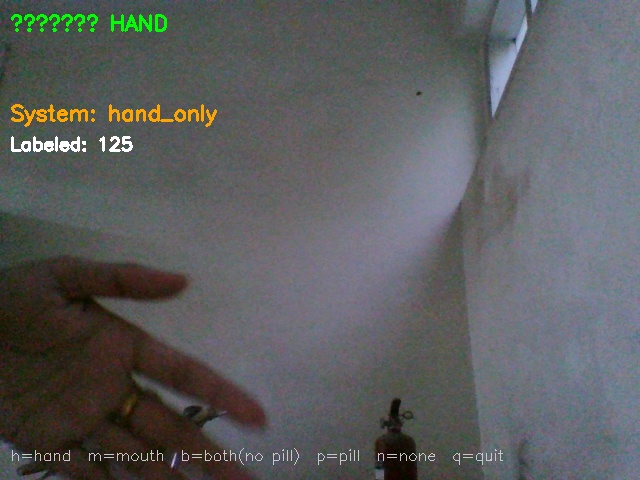 ??????? HAND
System: hand_only
Labeled: 125
h=hand m=mouth b=both(no pill) p=pill n=none q=quit